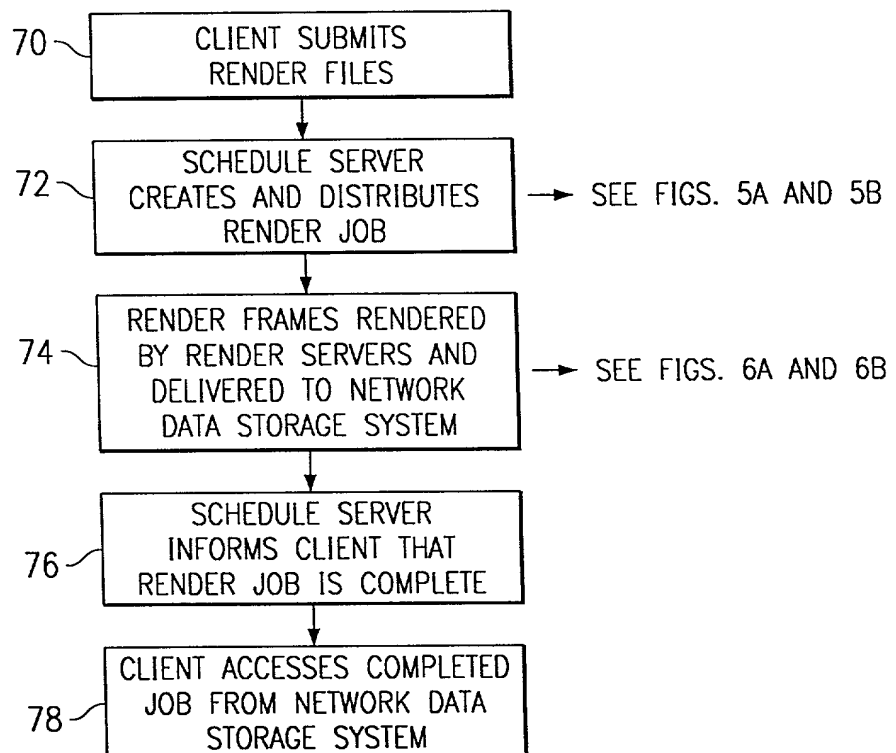 70
CLIENT SUBMITS
RENDER FILES
72
SCHEDULE SERVER
CREATES AND DISTRIBUTES
RENDER JOB
SEE FIGS. 5A AND 5B
74
RENDER FRAMES RENDERED
BY RENDER SERVERS AND
DELIVERED TO NETWORK
DATA STORAGE SYSTEM
SEE FIGS. 6A AND 6B
76
SCHEDULE SERVER
INFORMS CLIENT THAT
RENDER JOB IS COMPLETE
78
CLIENT ACCESSES COMPLETED
JOB FROM NETWORK DATA
STORAGE SYSTEM